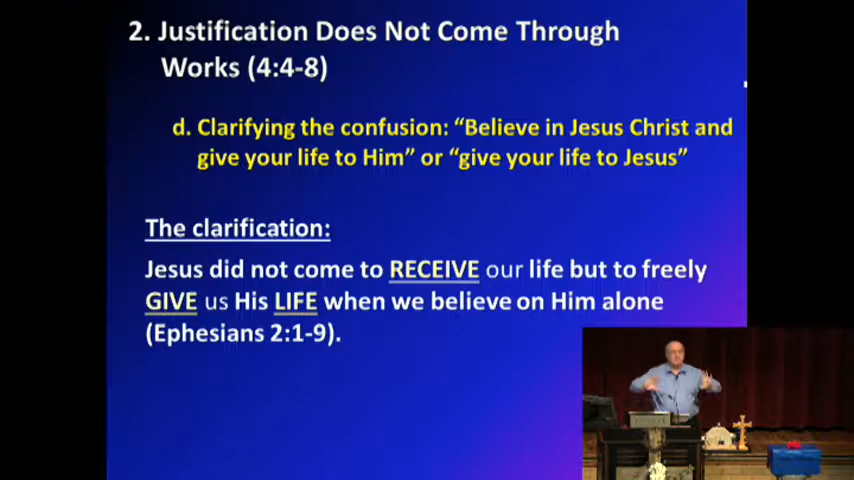 2. Justification Does Not Come Through
Works (4:4-8)
d. Clarifying the confusion: “Believe in Jesus Christ and
give your life to Him” or “give your life to Jesus”
The clarification:
Jesus did not come to RECEIVE our life but to freely
GIVE us His LIFE when we believe on Him alone
(Ephesians 2:1-9).